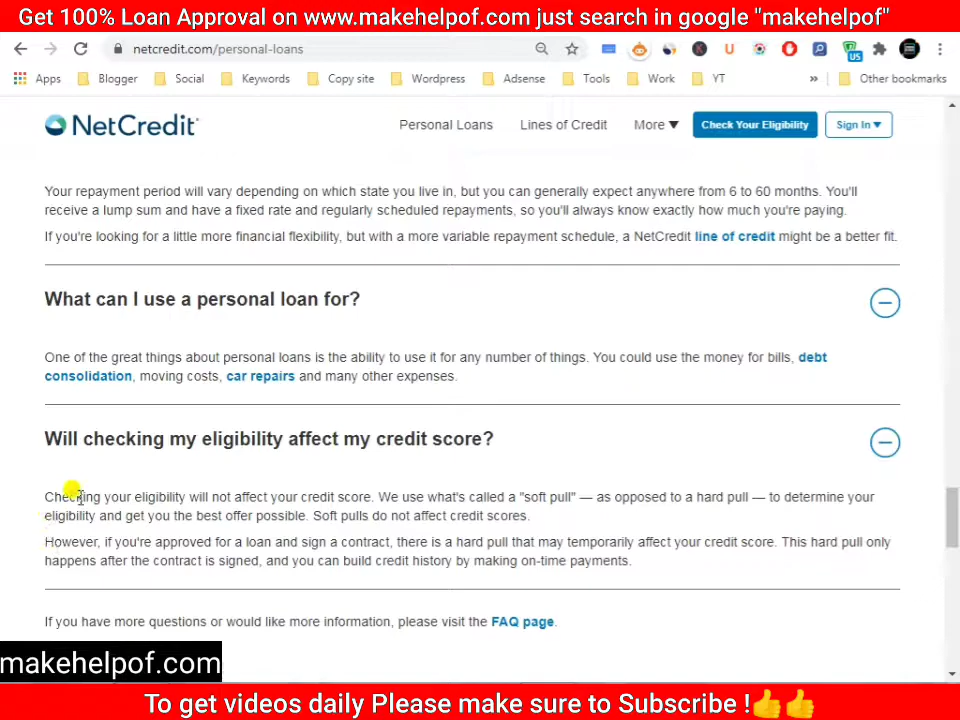 Get 100% Loan Approval on www.makehelpof.com just search in google "makehelpof"
netcredit.com/personal-loans
U
K
US
Apps Blogger Social Keywords Copy site Wordpress Adsense Tools Work YT » Other bookmarks
NetCredit Personal Loans Lines of Credit More ▼ Check Your Eligibility Sign In ▼
Your repayment period will vary depending on which state you live in, but you can generally expect anywhere from 6 to 60 months. You'll
receive a lump sum and have a fixed rate and regularly scheduled repayments, so you'll always know exactly how much you're paying.
If you're looking for a little more financial flexibility, but with a more variable repayment schedule, a NetCredit line of credit might be a better fit.
What can I use a personal loan for?
One of the great things about personal loans is the ability to use it for any number of things. You could use the money for bills, debt
consolidation, moving costs, car repairs and many other expenses.
Will checking my eligibility affect my credit score?
Checking your eligibility will not affect your credit score. We use what's called a "soft pull" — as opposed to a hard pull — to determine your
eligibility and get you the best offer possible. Soft pulls do not affect credit scores.
However, if you're approved for a loan and sign a contract, there is a hard pull that may temporarily affect your credit score. This hard pull only
happens after the contract is signed, and you can build credit history by making on-time payments.
If you have more questions or would like more information, please visit the FAQ page.
makehelpof.com
To get videos daily Please make sure to Subscribe !👍👍